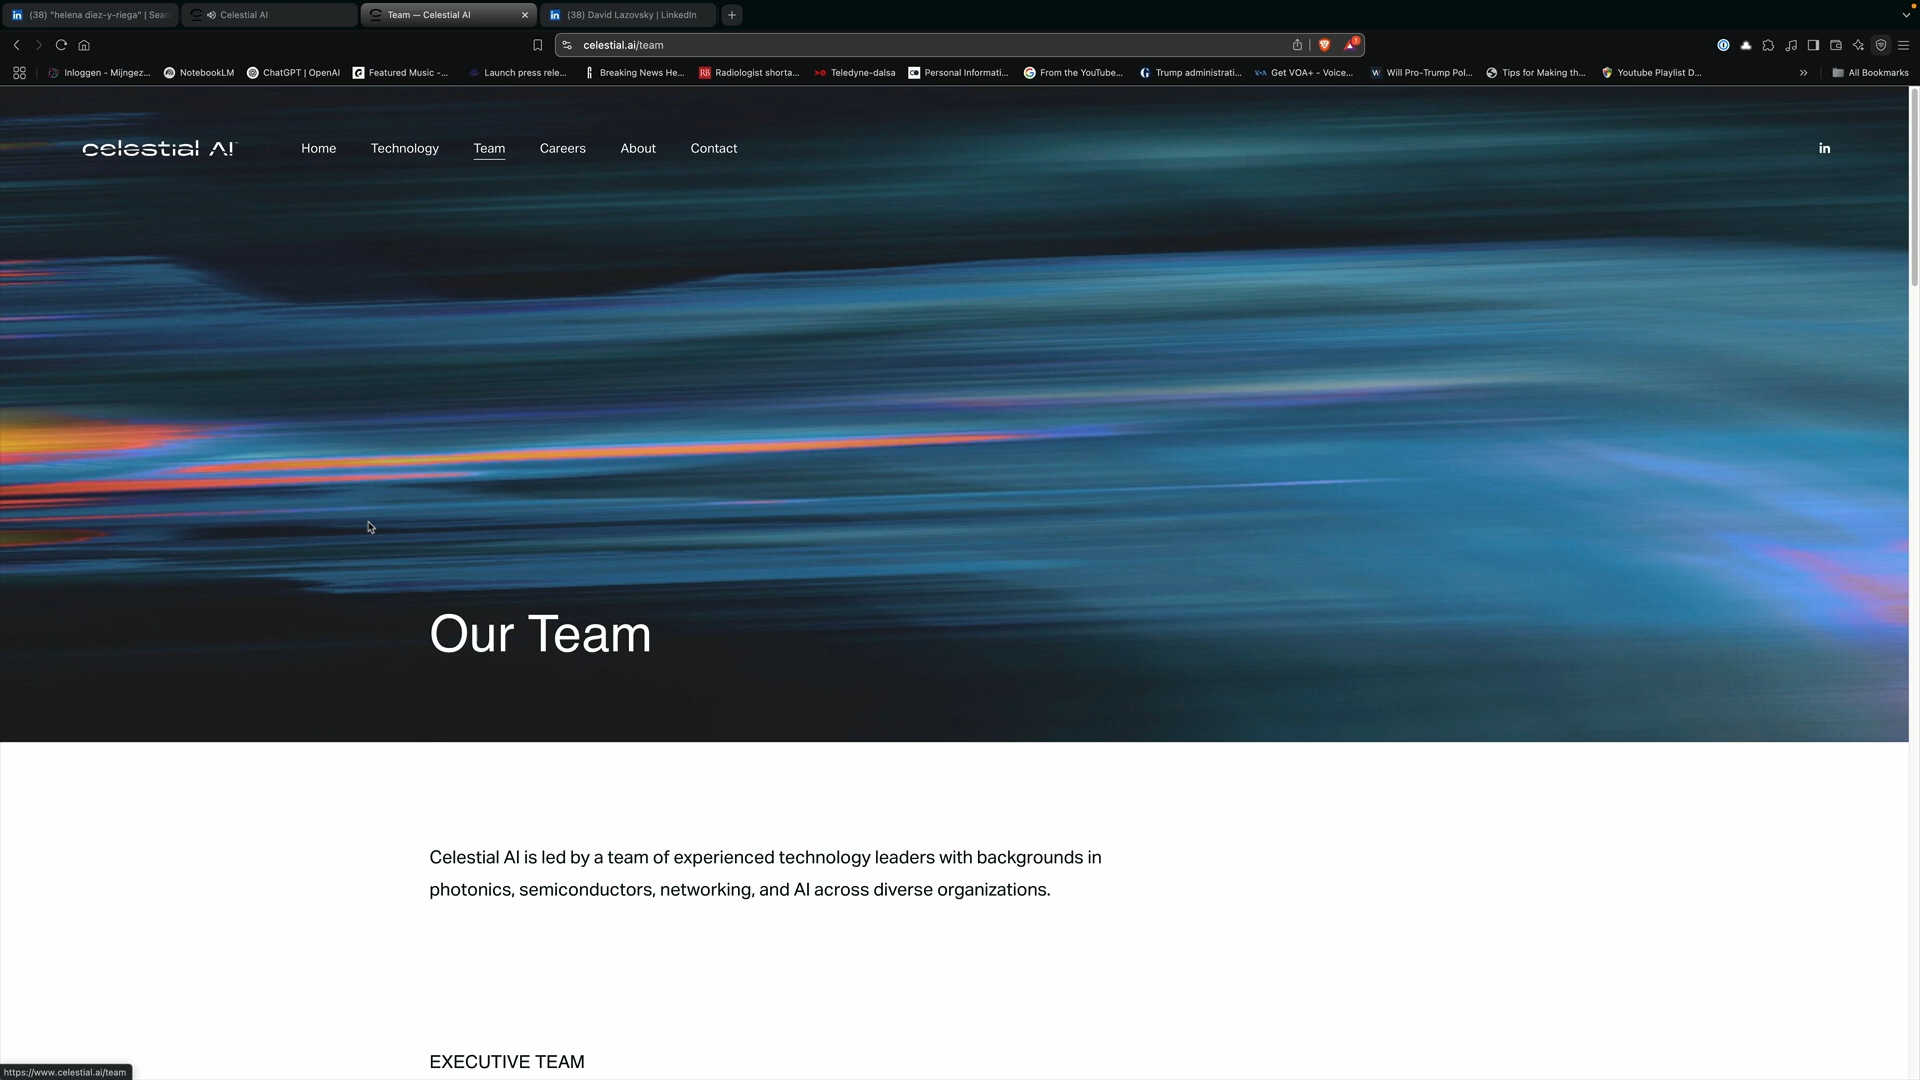 (38) "helena diez-y-riega" | Sear
Celestial AI
Team — Celestial AI
(38) David Lazovsky | LinkedIn
celestial.ai/team
1
Inloggen - Mijngez...
NotebookLM
ChatGPT | OpenAI
Featured Music -...
Launch press rele...
Breaking News He...
Radiologist shorta...
Teledyne-dalsa
Personal Informati...
From the YouTube...
Trump administrati...
Get VOA+ - Voice...
Will Pro-Trump Pol...
Tips for Making th...
Youtube Playlist D...
All Bookmarks
celestial AI
Home
Technology
Team
Careers
About
Contact
in
Our Team
Celestial AI is led by a team of experienced technology leaders with backgrounds in
photonics, semiconductors, networking, and AI across diverse organizations.
EXECUTIVE TEAM
https://www.celestial.ai/team